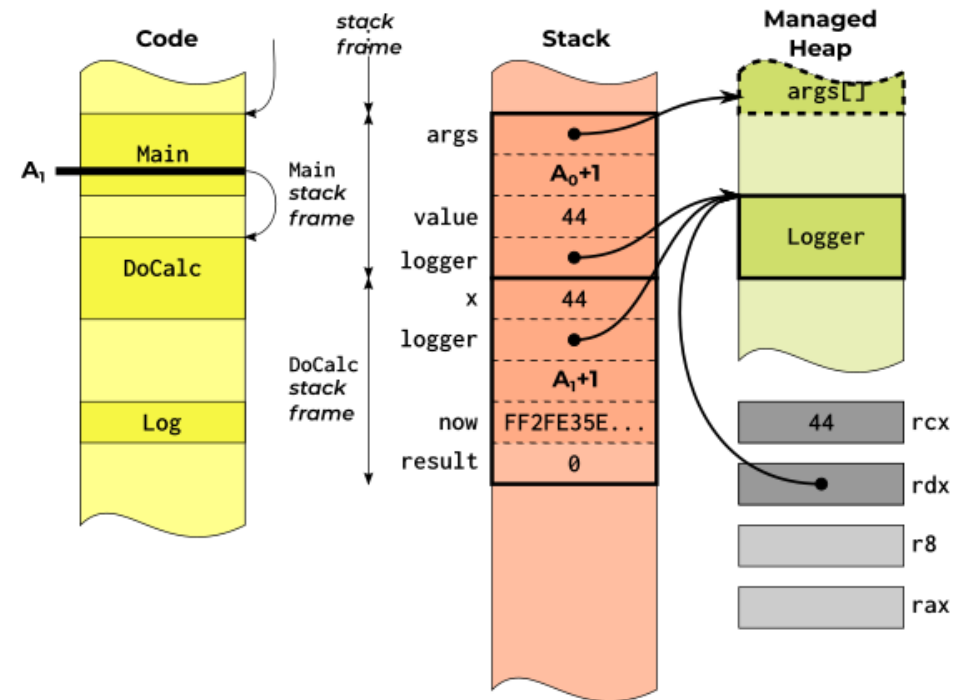 Code
stack
frame
Stack
Managed
Heap
args[]
args
Main
A₁
Main
stack
frame
A₀+1
value
44
logger
Logger
DoCalc
x
44
logger
DoCalc
stack
frame
A₁+1
Log
now
FF2FE35E...
44
rcx
result
0
rdx
r8
rax